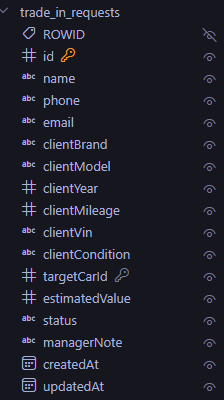 trade_in_requests
ROWID
# id
abc name
abc phone
abc email
abc clientBrand
abc clientModel
# clientYear
# clientMileage
abc clientVin
abc clientCondition
# targetCarId
# estimatedValue
abc status
abc managerNote
createdAt
updatedAt